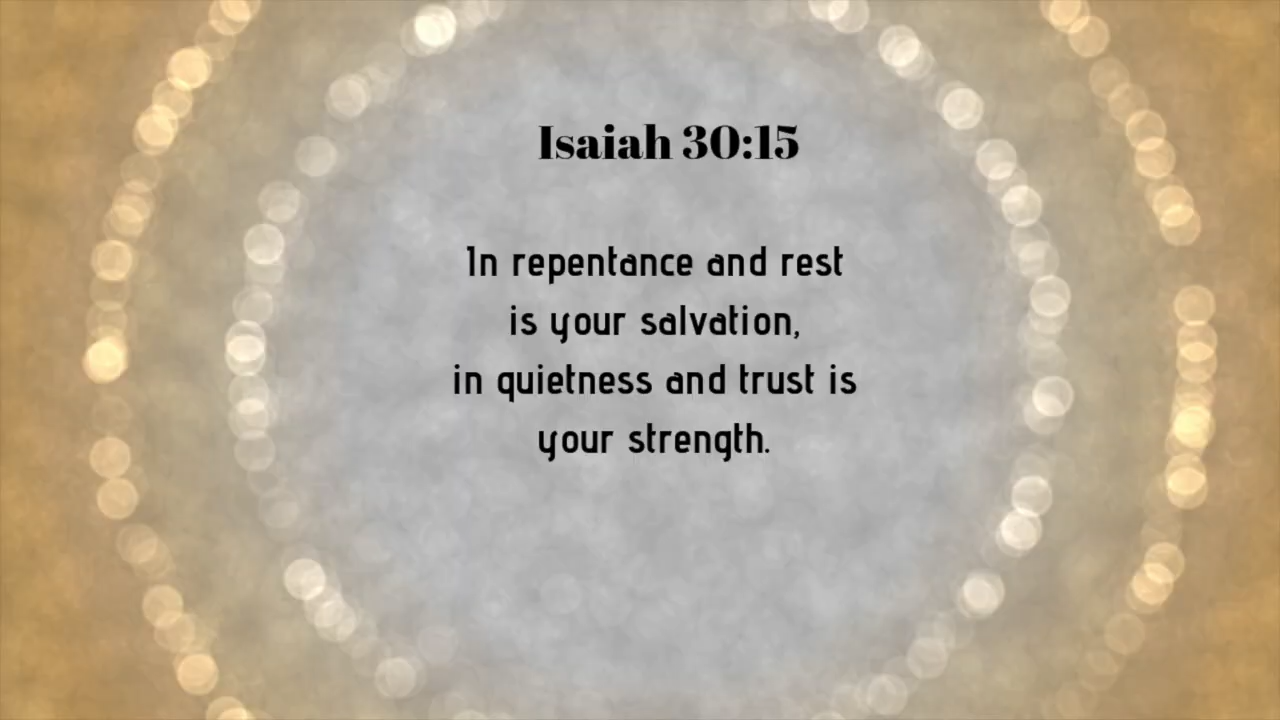 Isaiah 30:15
In repentance and rest
is your salvation,
in quietness and trust is
your strength.